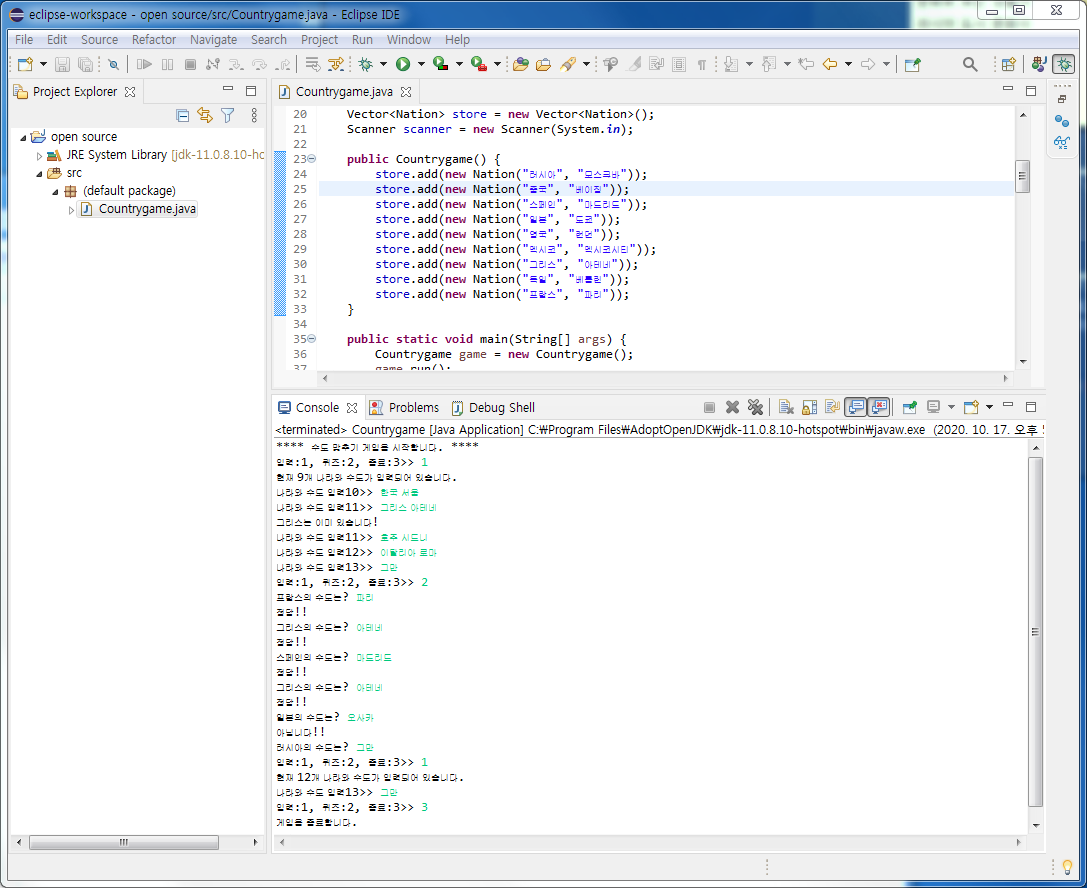 eclipse-workspace - open source/src/Countrygame.java - Eclipse IDE
File Edit Source Refactor Navigate Search Project Run Window Help
Project Explorer
open source
JRE System Library [jdk-11.0.8.10-hc
src
(default package)
Countrygame.java
Countrygame.java
20 Vector<Nation> store = new Vector<Nation>();
21 Scanner scanner = new Scanner(System.in);
22
23 public Countrygame() {
24 store.add(new Nation("러시아", "모스크바"));
25 store.add(new Nation("중국", "베이징"));
26 store.add(new Nation("스페인", "마드리드"));
27 store.add(new Nation("일본", "도쿄"));
28 store.add(new Nation("영국", "런던"));
29 store.add(new Nation("멕시코", "멕시코시티"));
30 store.add(new Nation("그리스", "아테네"));
31 store.add(new Nation("독일", "베를린"));
32 store.add(new Nation("프랑스", "파리"));
33 }
34
35 public static void main(String[] args) {
36 Countrygame game = new Countrygame();
37 game.run();
Console Problems Debug Shell
<terminated> Countrygame [Java Application] C:₩Program Files₩AdoptOpenJDK₩jdk-11.0.8.10-hotspot₩bin₩javaw.exe (2020. 10. 17. 오후
**** 수도 맞추기 게임을 시작합니다. ****
입력:1, 퀴즈:2, 종료:3>> 1
현재 9개 나라와 수도가 입력되어 있습니다.
나라와 수도 입력10>> 한국 서울
나라와 수도 입력11>> 그리스 아테네
그리스는 이미 있습니다!
나라와 수도 입력11>> 호주 시드니
나라와 수도 입력12>> 이탈리아 로마
나라와 수도 입력13>> 그만
입력:1, 퀴즈:2, 종료:3>> 2
프랑스의 수도는? 파리
정답!!
그리스의 수도는? 아테네
정답!!
스페인의 수도는? 마드리드
정답!!
그리스의 수도는? 아테네
정답!!
일본의 수도는? 오사카
아닙니다!!
러시아의 수도는? 그만
입력:1, 퀴즈:2, 종료:3>> 1
현재 12개 나라와 수도가 입력되어 있습니다.
나라와 수도 입력13>> 그만
입력:1, 퀴즈:2, 종료:3>> 3
게임을 종료합니다.